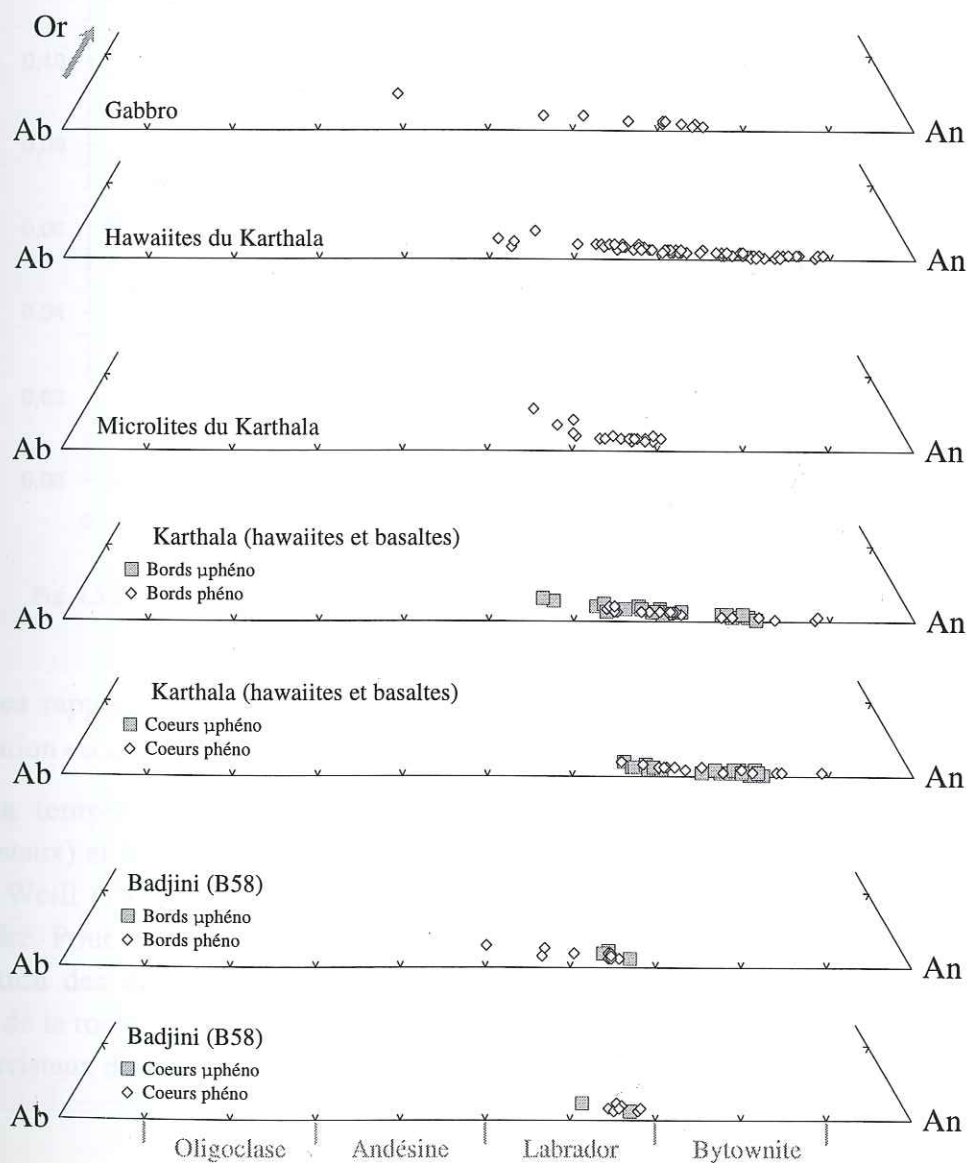 Or
Gabbro
Ab
An
Hawaiites du Karthala
Ab
An
Microlites du Karthala
Ab
An
Karthala (hawaiites et basaltes)
Bords μphéno
Bords phéno
Ab
An
Karthala (hawaiites et basaltes)
Coeurs μphéno
Coeurs phéno
Ab
An
Badjini (B58)
Bords μphéno
Bords phéno
Ab
An
Badjini (B58)
Coeurs μphéno
Coeurs phéno
Ab
An
Oligoclase Andésine Labrador Bytownite